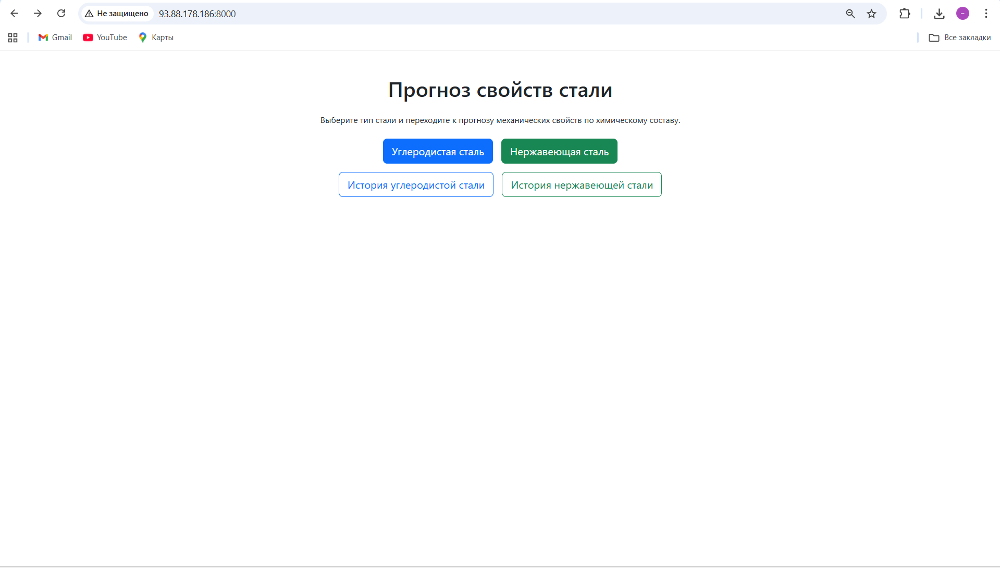 Не защищено 93.88.178.186:8000
Gmail YouTube Карты Все закладки
Прогноз свойств стали
Выберите тип стали и переходите к прогнозу механических свойств по химическому составу.
Углеродистая сталь Нержавеющая сталь
История углеродистой стали История нержавеющей стали